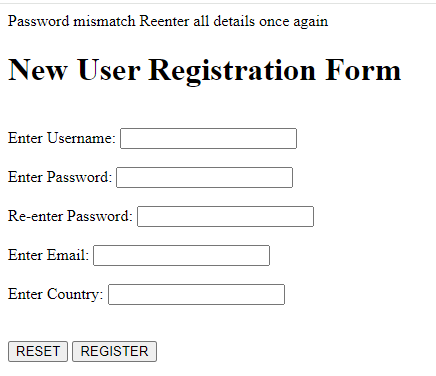 Password mismatch Reenter all details once again
New User Registration Form
Enter Username:
Enter Password:
Re-enter Password:
Enter Email:
Enter Country:
RESET REGISTER